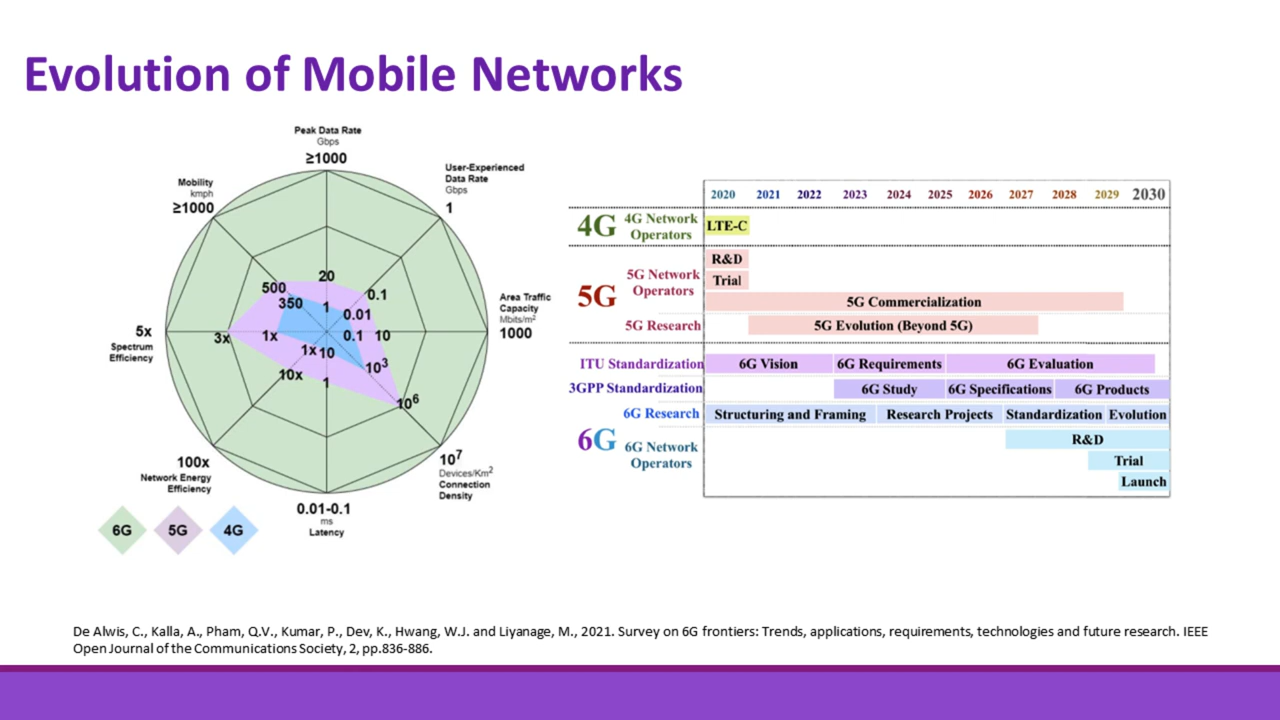 Evolution of Mobile Networks
Peak Data Rate
Gbps
≥1000
User-Experienced
Data Rate
Gbps
1
Mobility
kmph
≥1000
20
500
350
1
0.1
0.01
Area Traffic
Capacity
Mbits/m²
1000
5x
Spectrum
Efficiency
3x
1x
0.1
10
1x
10
10³
10x
1
10⁶
100x
Network Energy
Efficiency
10⁷
Devices/Km²
Connection
Density
0.01-0.1
ms
Latency
6G
5G
4G
2020 2021 2022 2023 2024 2025 2026 2027 2028 2029 2030
4G
4G Network
Operators
LTE-C
5G
5G Network
Operators
R&D
Trial
5G Commercialization
5G Research
5G Evolution (Beyond 5G)
6G
ITU Standardization
6G Vision
6G Requirements
6G Evaluation
3GPP Standardization
6G Study
6G Specifications
6G Products
6G Research
Structuring and Framing
Research Projects
Standardization
Evolution
6G Network
Operators
R&D
Trial
Launch
De Alwis, C., Kalla, A., Pham, Q.V., Kumar, P., Dev, K., Hwang, W.J. and Liyanage, M., 2021. Survey on 6G frontiers: Trends, applications, requirements, technologies and future research. IEEE
Open Journal of the Communications Society, 2, pp.836-886.